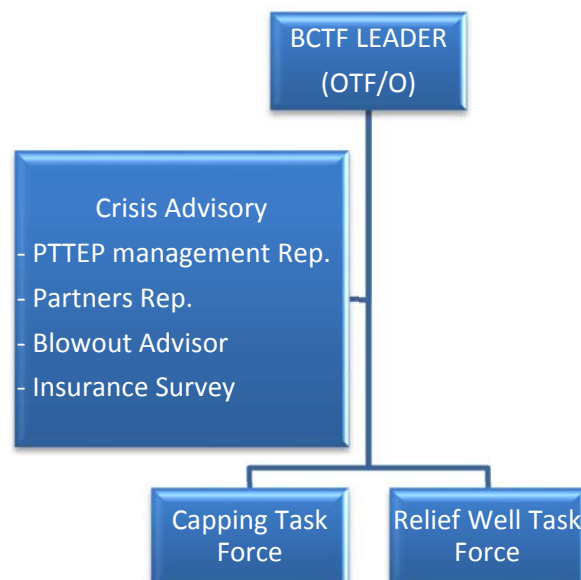 BCTF LEADER
(OTF/O)
Crisis Advisory
- PTTEP management Rep.
- Partners Rep.
- Blowout Advisor
- Insurance Survey
Capping Task
Force
Relief Well Task
Force